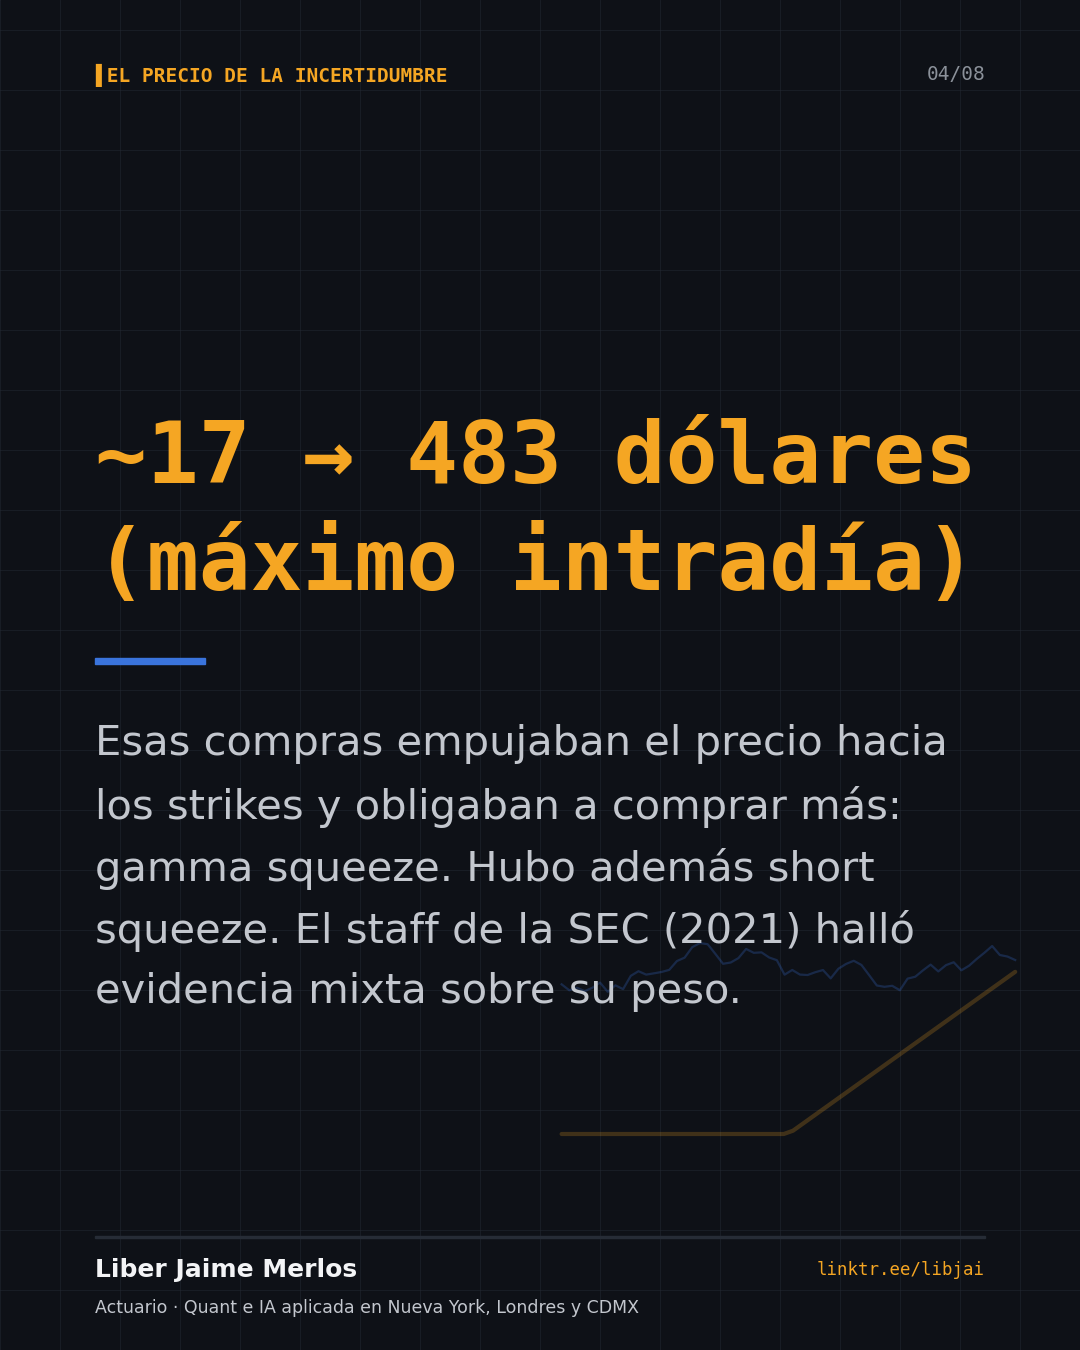 EL PRECIO DE LA INCERTIDUMBRE
04/08
~17 → 483 dólares
(máximo intradía)
Esas compras empujaban el precio hacia
los strikes y obligaban a comprar más:
gamma squeeze. Hubo además short
squeeze. El staff de la SEC (2021) halló
evidencia mixta sobre su peso.
Liber Jaime Merlos
linktr.ee/libjai
Actuario · Quant e IA aplicada en Nueva York, Londres y CDMX